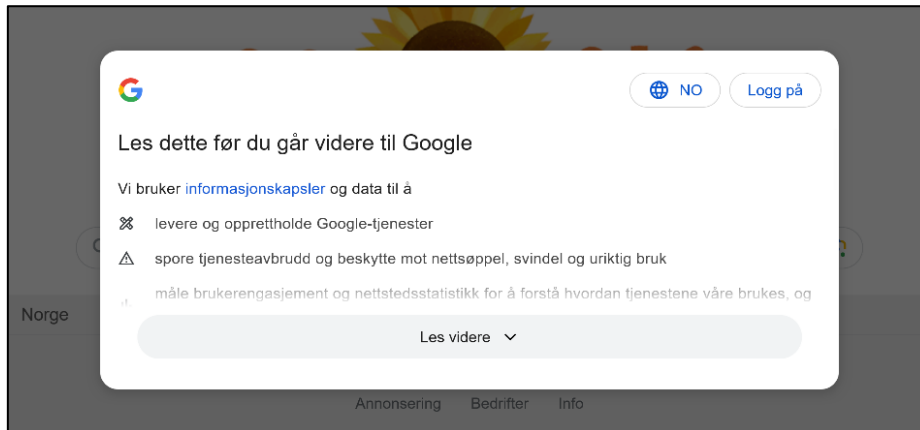 NO
Logg på
Les dette før du går videre til Google
Vi bruker informasjonskapsler og data til å
levere og opprettholde Google-tjenester
spore tjenesteavbrudd og beskytte mot nettsøppel, svindel og uriktig bruk
måle brukerengasjement og nettstedsstatistikk for å forstå hvordan tjenestene våre brukes, og
Norge
Les videre
Annonsering Bedrifter Info